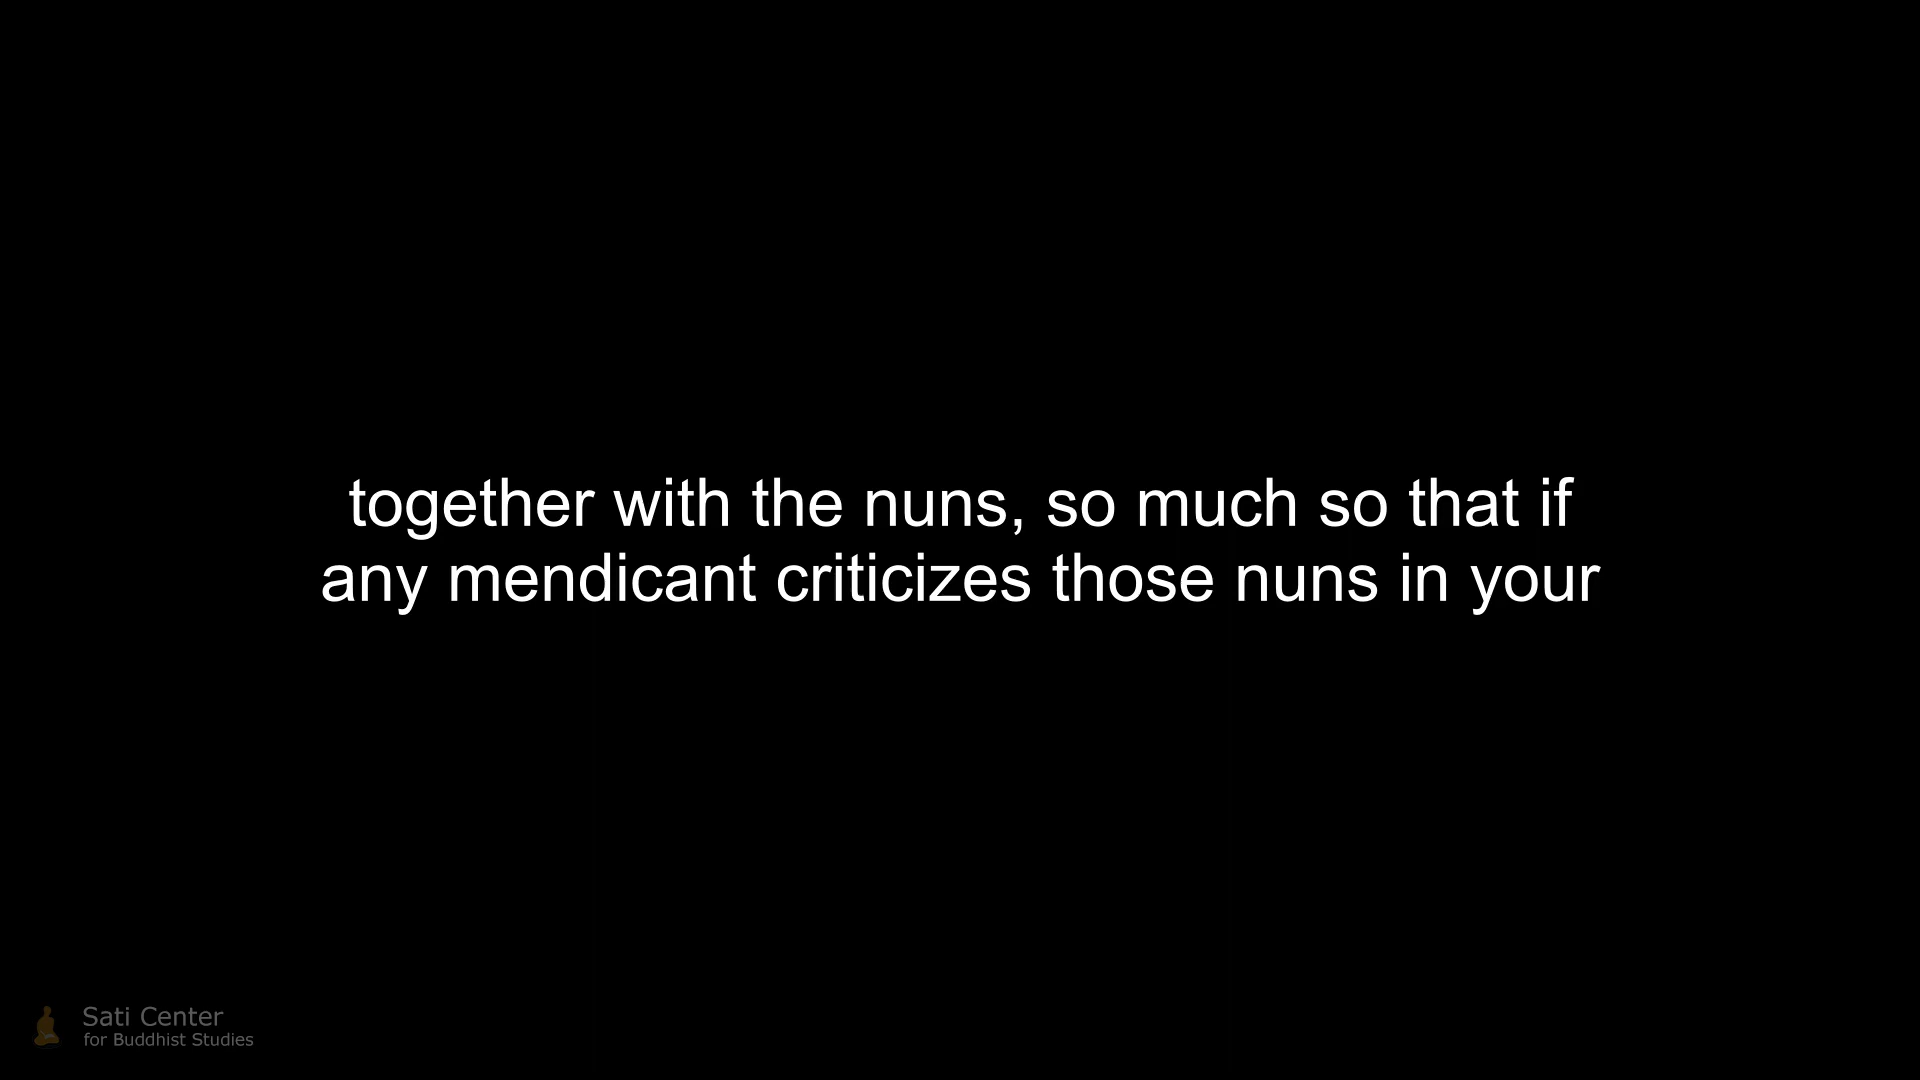 together with the nuns, so much so that if
any mendicant criticizes those nuns in your
Sati Center
for Buddhist Studies